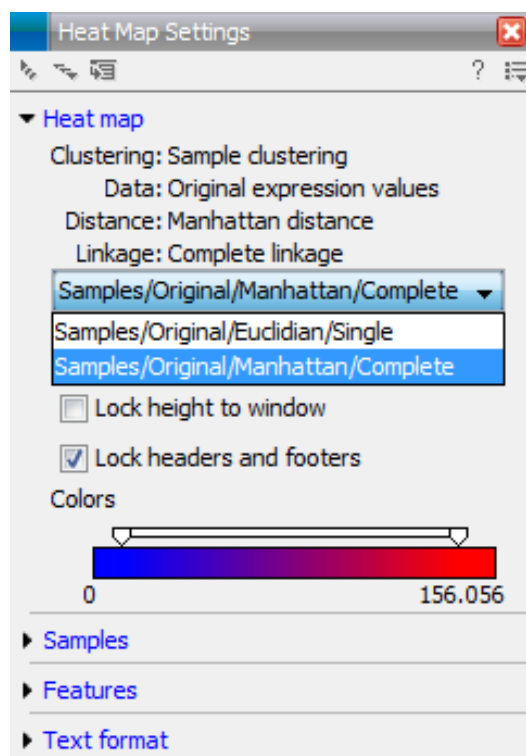 Heat Map Settings
?
Heat map
Clustering: Sample clustering
Data: Original expression values
Distance: Manhattan distance
Linkage: Complete linkage
Samples/Original/Manhattan/Complete
Samples/Original/Euclidian/Single
Samples/Original/Manhattan/Complete
Lock height to window
Lock headers and footers
Colors
0 156.056
Samples
Features
Text format